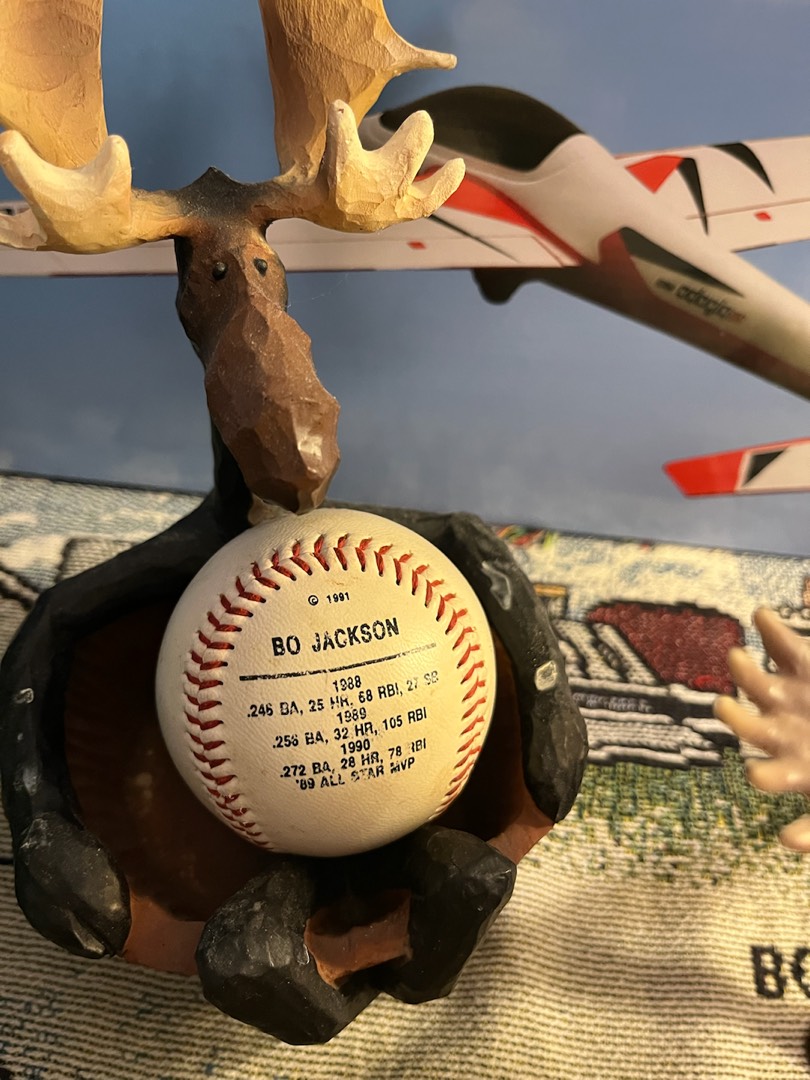 © 1991
BO JACKSON
1988
.246 BA, 25 HR, 68 RBI, 27 SB
1989
.256 BA, 32 HR, 105 RBI
1990
.272 BA, 28 HR, 78 RBI
'89 ALL STAR MVP
BO